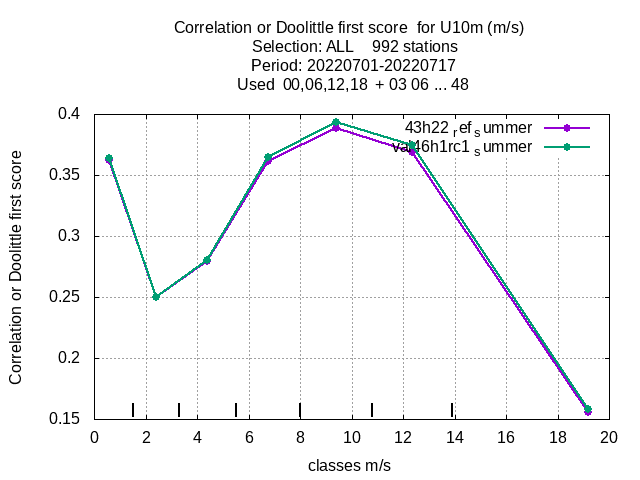 Correlation or Doolittle first score for U10m (m/s)
Selection: ALL 992 stations
Period: 20220701-20220717
Used 00,06,12,18 + 03 06 ... 48
Correlation or Doolittle first score
0.4
0.35
0.3
0.25
0.2
0.15
43h22 ref summer
val46h1rc1 summer
0 2 4 6 8 10 12 14 16 18 20
classes m/s